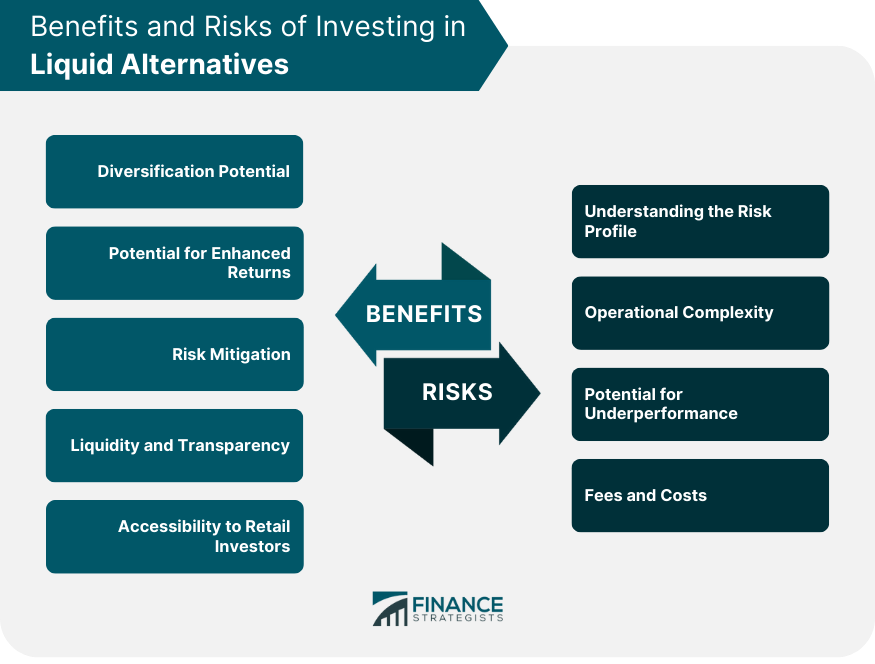 Benefits and Risks of Investing in
Liquid Alternatives
Diversification Potential
Potential for Enhanced
Returns
Risk Mitigation
Liquidity and Transparency
Accessibility to Retail
Investors
BENEFITS
RISKS
Understanding the Risk
Profile
Operational Complexity
Potential for
Underperformance
Fees and Costs
FINANCE
STRATEGISTS